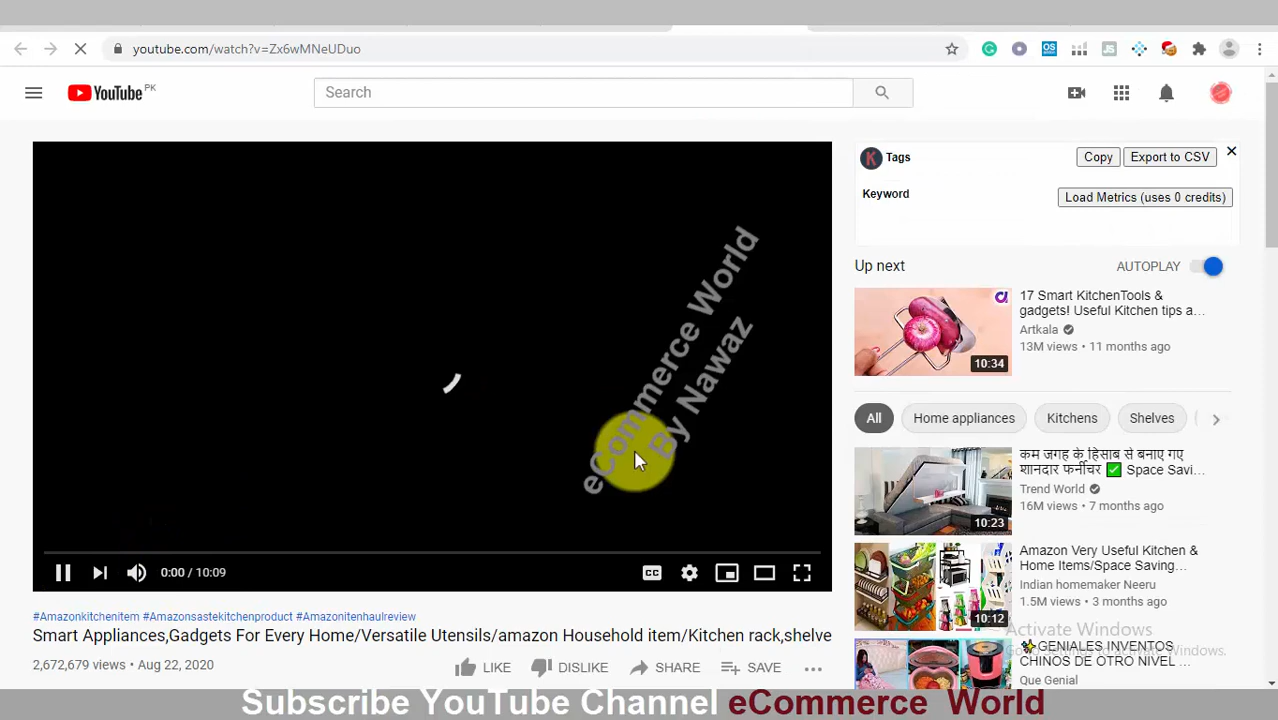 youtube.com/watch?v=Zx6wMNeUDuo
OS
JS
YouTube PK
Search
K Tags
Copy
Export to CSV
Keyword
Load Metrics (uses 0 credits)
Up next
AUTOPLAY
17 Smart KitchenTools &
gadgets! Useful Kitchen tips a...
Artkala
13M views • 11 months ago
10:34
All
Home appliances
Kitchens
Shelves
कम जगह के हिसाब से बनाए गए
शानदार फर्नीचर ✅ Space Savi...
Trend World
16M views • 7 months ago
10:23
Amazon Very Useful Kitchen &
Home Items/Space Saving...
Indian homemaker Neeru
1.5M views • 3 months ago
10:12
Activate Windows
GENIALES INVENTOS
CHINOS DE OTRO NIVEL ...
Que Genial
eCommerce World
By Nawaz
CC
0:00 / 10:09
#Amazonkitchenitem #Amazonsastekitchenproduct #Amazonitenhaulreview
Smart Appliances,Gadgets For Every Home/Versatile Utensils/amazon Household item/Kitchen rack,shelve
2,672,679 views • Aug 22, 2020
LIKE
DISLIKE
SHARE
SAVE
Subscribe YouTube Channel eCommerce World